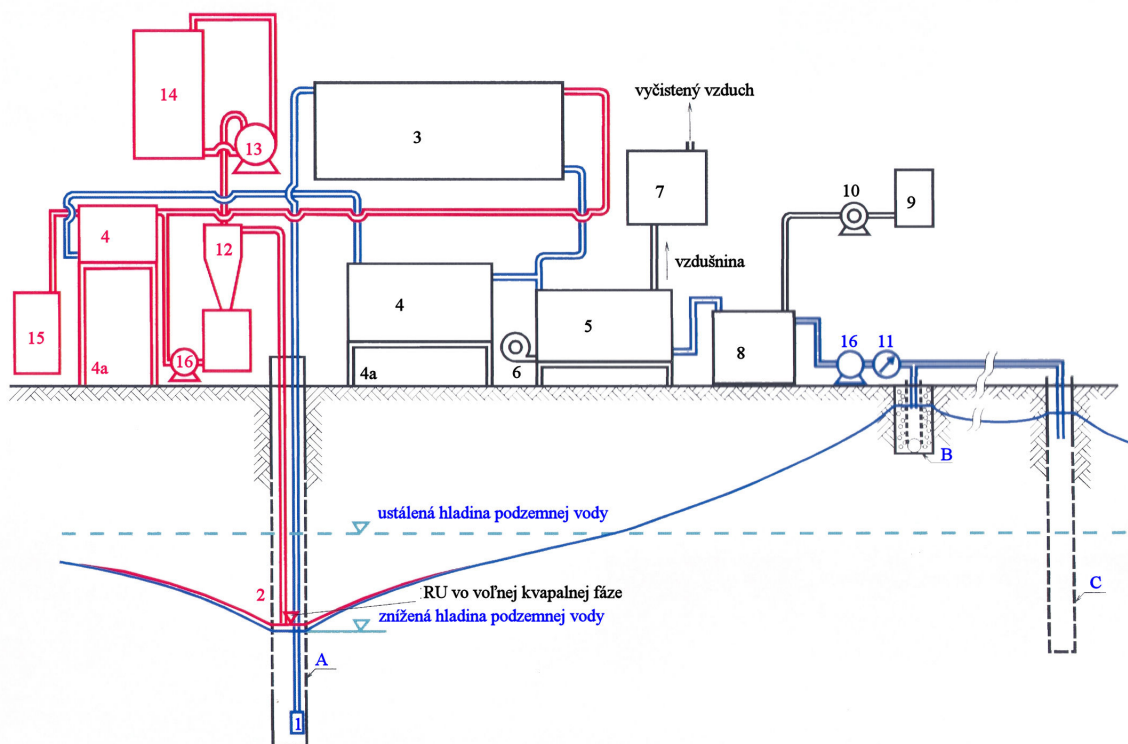 vyčistený vzduch
14
13
3
7
10
9
4
12
vzdušnina
4
5
15
4a
16
8
16
11
4a
6
B
ustálená hladina podzemnej vody
2
RU vo voľnej kvapalnej fáze
znížená hladina podzemnej vody
C
A
1